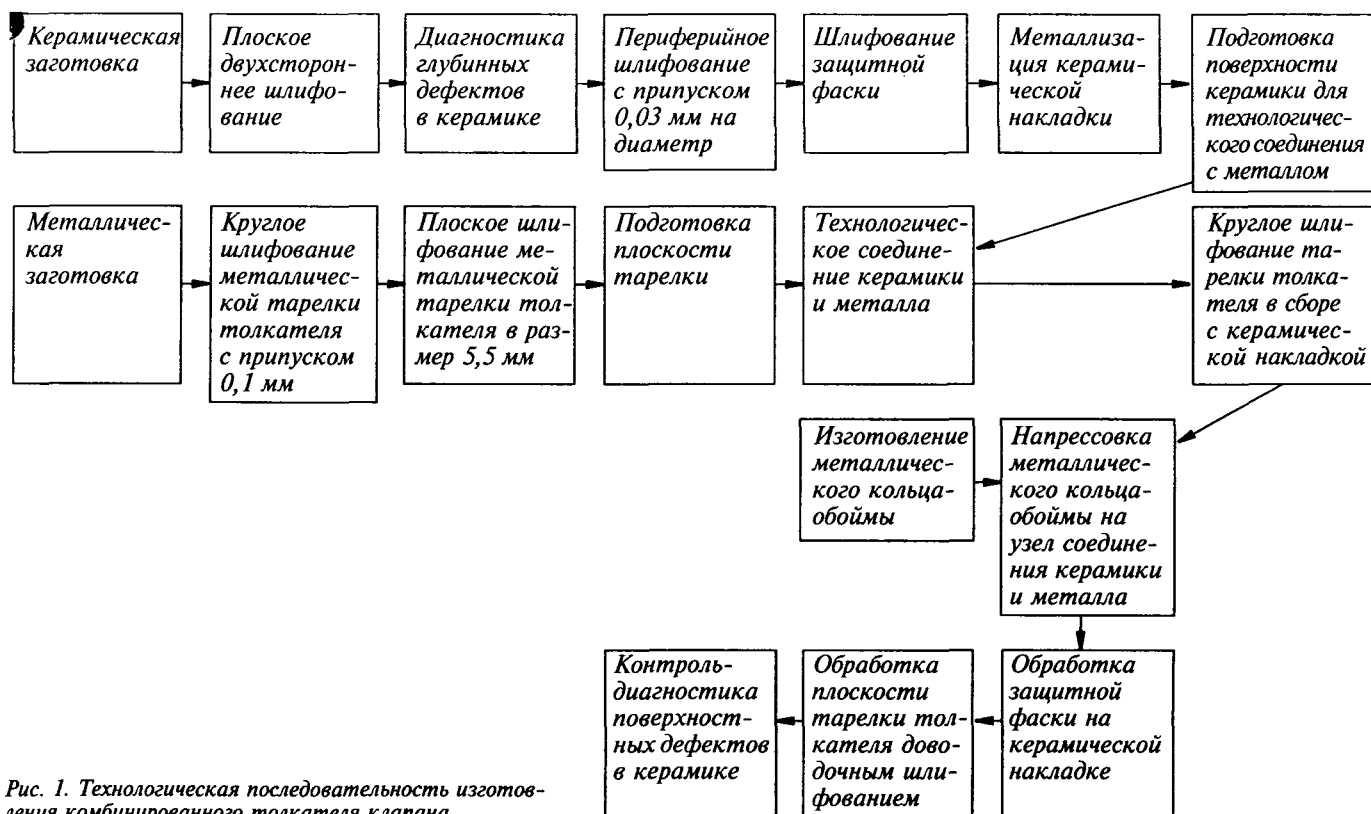 Керамическая
заготовка
Плоское
двухсторон-
нее шлифо-
вание
Диагностика
глубинных
дефектов
в керамике
Периферийное
шлифование
с припуском
0,03 мм на
диаметр
Шлифование
защитной
фаски
Металлиза-
ция керами-
ческой
накладки
Подготовка
поверхности
керамики для
технологичес-
кого соединения
с металлом
Металличес-
кая
заготовка
Круглое
шлифование
металличес-
кой тарелки
толкателя
с припуском
0,1 мм
Плоское шли-
фование ме-
таллической
тарелки тол-
кателя в раз-
мер 5,5 мм
Подготовка
плоскости
тарелки
Технологичес-
кое соедине-
ние керамики
и металла
Круглое шли-
фование та-
релки толка-
теля в сборе
с керамичес-
кой накладкой
Изготовление
металличес-
кого кольца-
обоймы
Напрессовка
металличес-
кого кольца-
обоймы на
узел соедине-
ния керамики
и металла
Контроль-
диагностика
поверхност-
ных дефектов
в керамике
Обработка
плоскости
тарелки тол-
кателя дово-
дочным шли-
фованием
Обработка
защитной
фаски на
керамической
накладке
Рис. 1. Технологическая последовательность изготов-
ления комбинированного толкателя клапана